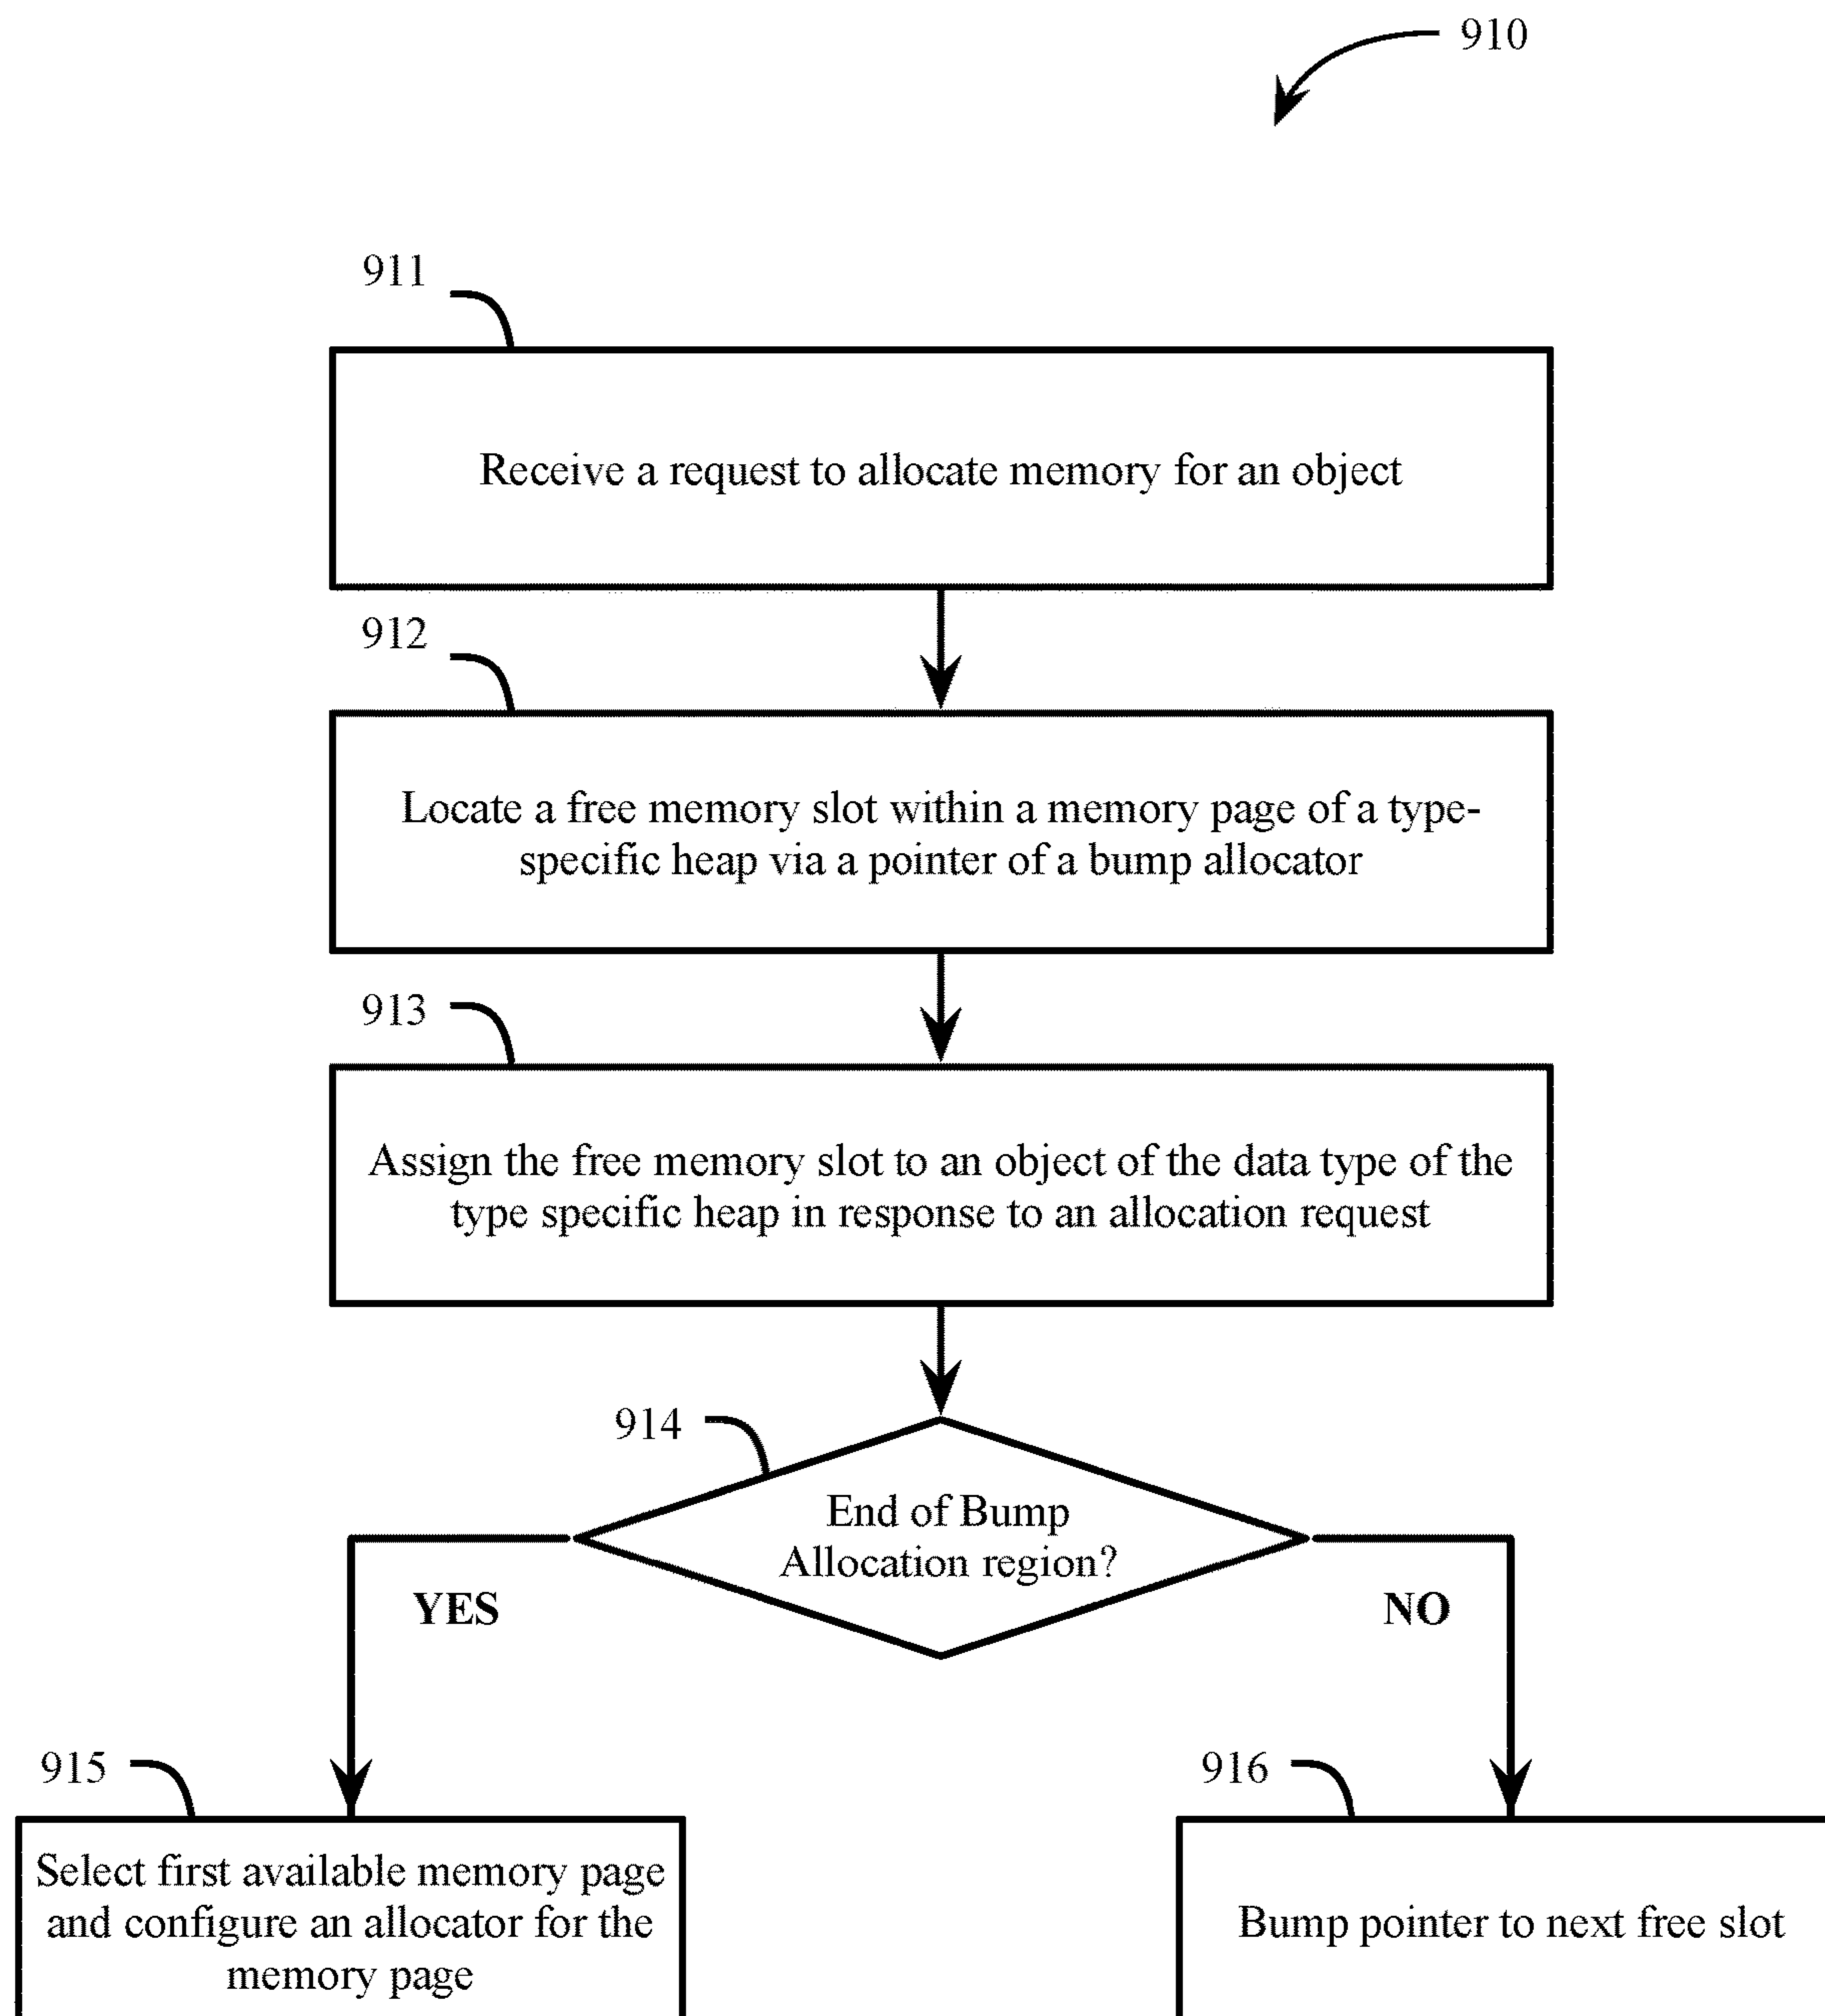 910
911
Receive a request to allocate memory for an object
912
Locate a free memory slot within a memory page of a type-
specific heap via a pointer of a bump allocator
913
Assign the free memory slot to an object of the data type of the
type specific heap in response to an allocation request
914
End of Bump
Allocation region?
YES
NO
915
916
Select first available memory page
and configure an allocator for the
memory page
Bump pointer to next free slot